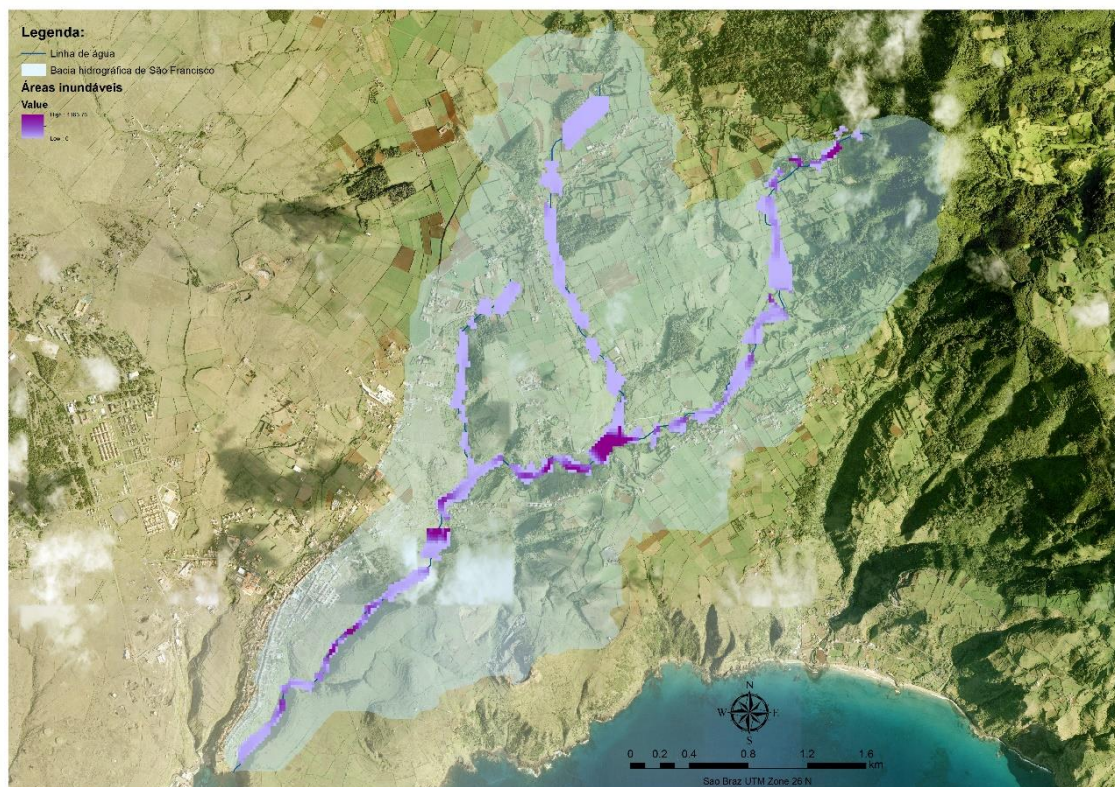 Legenda:
Linha de água
Bacia hidrográfica de São Francisco
Áreas inundáveis
Value
High :
Low : 0
N
W E
S
0 0.2 0.4 0.8 1.2 1.6
km
Sao Braz UTM Zone 26 N